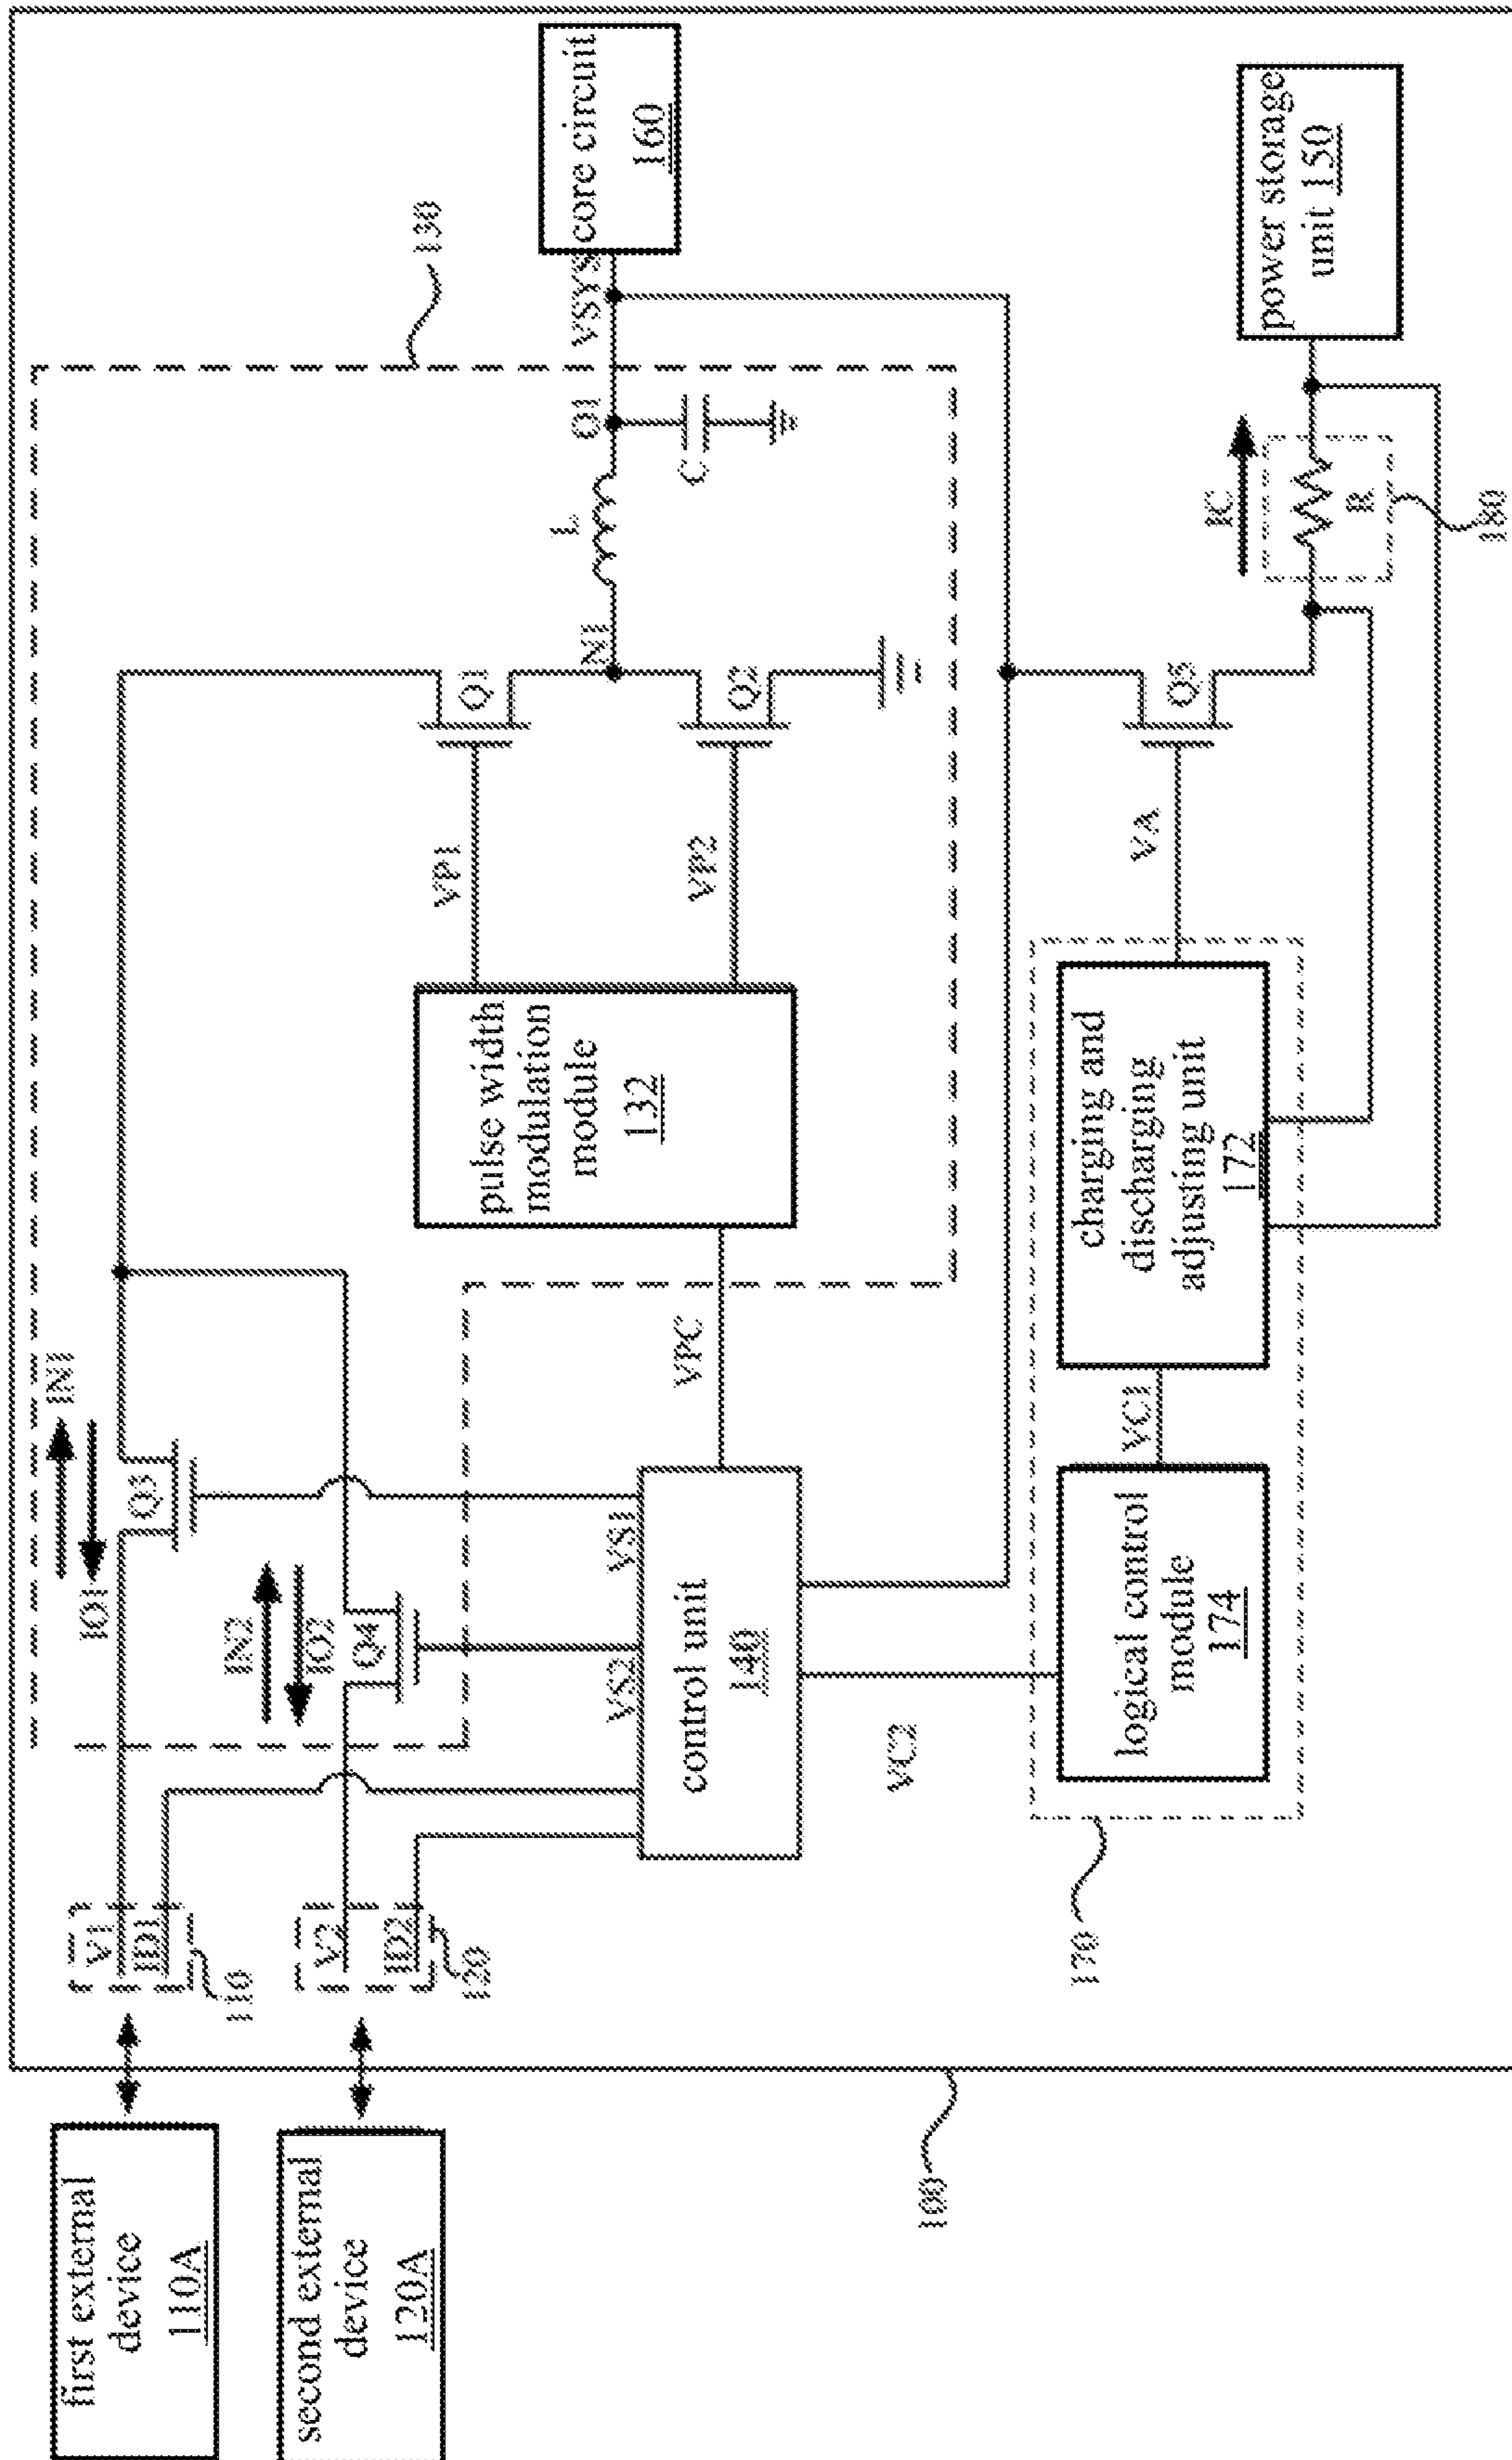 first external
device
110A
second external
device
120A
100
V1
ID1
110
V2
ID2
120
IN1
IO1
Q3
IN2
IO2
Q4
VS1
VS2
control unit
140
VPC
VC2
pulse width
modulation
module
132
VP1
VP2
Q1
Q2
N1
L
O1
C
130
VSYS
core circuit
160
170
logical control
module
174
VC1
charging and
discharging
adjusting unit
172
VA
Q5
IC
R
180
power storage
unit 150